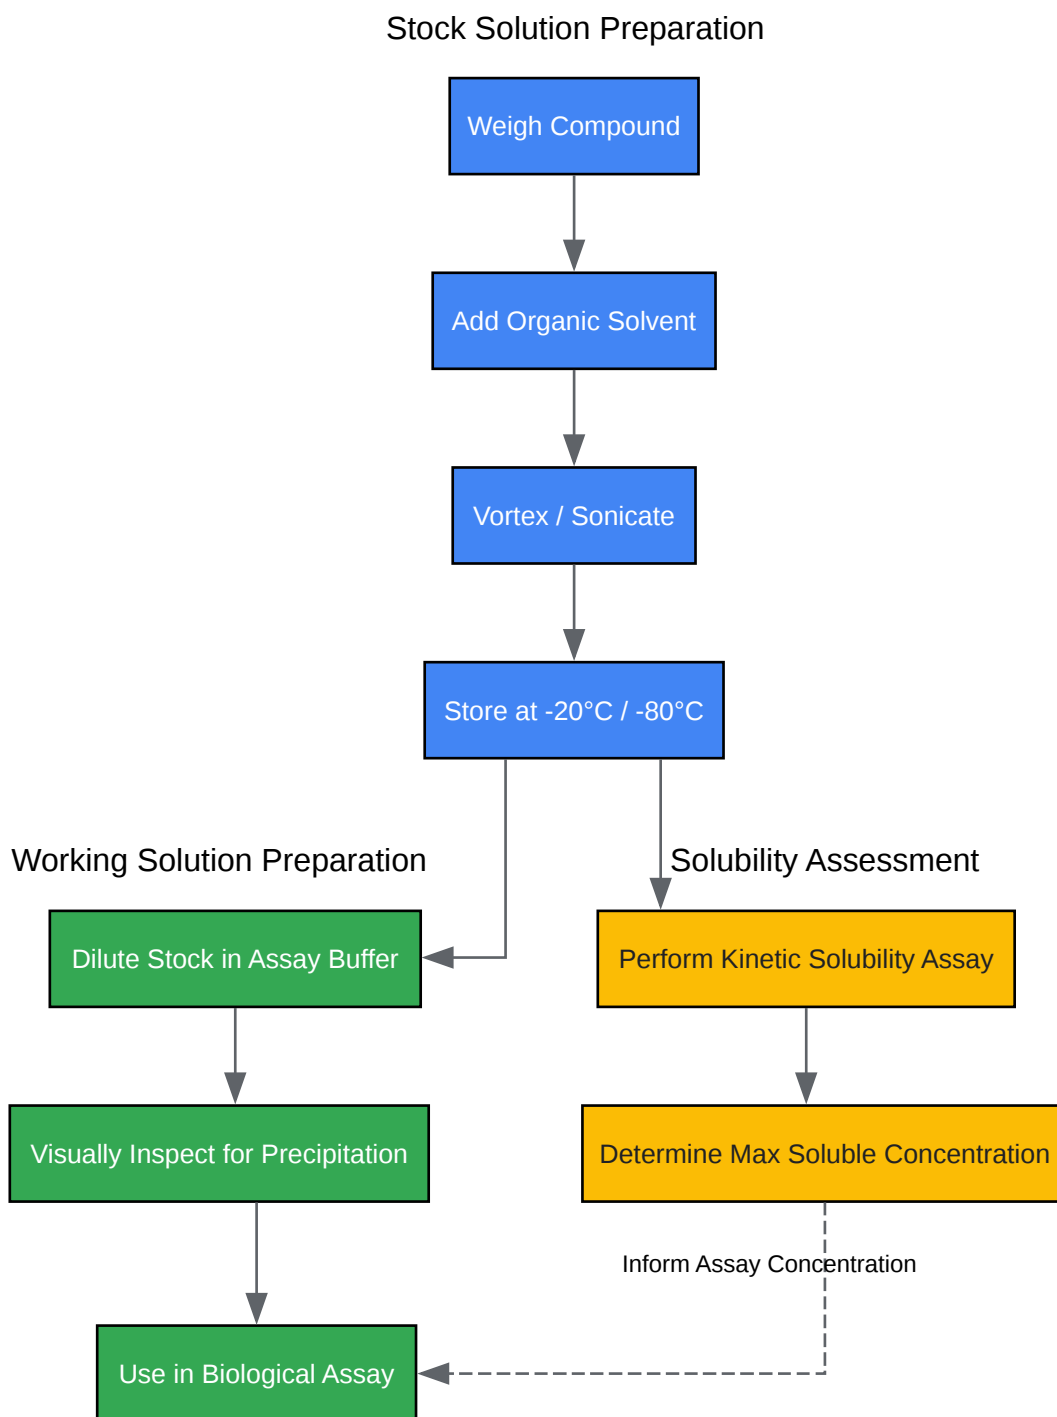 Stock Solution Preparation
Weigh Compound
Add Organic Solvent
Vortex / Sonicate
Store at -20°C / -80°C
Working Solution Preparation
Solubility Assessment
Dilute Stock in Assay Buffer
Perform Kinetic Solubility Assay
Visually Inspect for Precipitation
Determine Max Soluble Concentration
Inform Assay Concentration
Use in Biological Assay